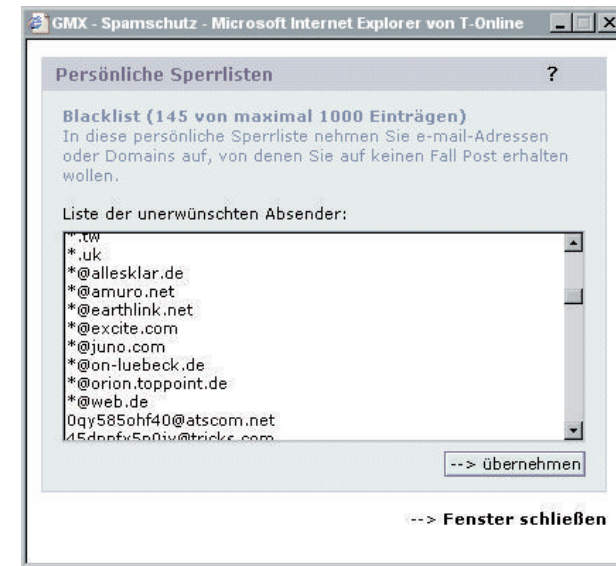 GMX - Spamschutz - Microsoft Internet Explorer von T-Online
Persönliche Sperrlisten ?
Blacklist (145 von maximal 1000 Einträgen)
In diese persönliche Sperrliste nehmen Sie e-mail-Adressen
oder Domains auf, von denen Sie auf keinen Fall Post erhalten
wollen.
Liste der unerwünschten Absender:
*.tw
*.uk
*@allesklar.de
*@amuro.net
*@earthlink.net
*@excite.com
*@juno.com
*@on-luebeck.de
*@orion.toppoint.de
*@web.de
0qy585ohf40@atscom.net
--> übernehmen
--> Fenster schließen